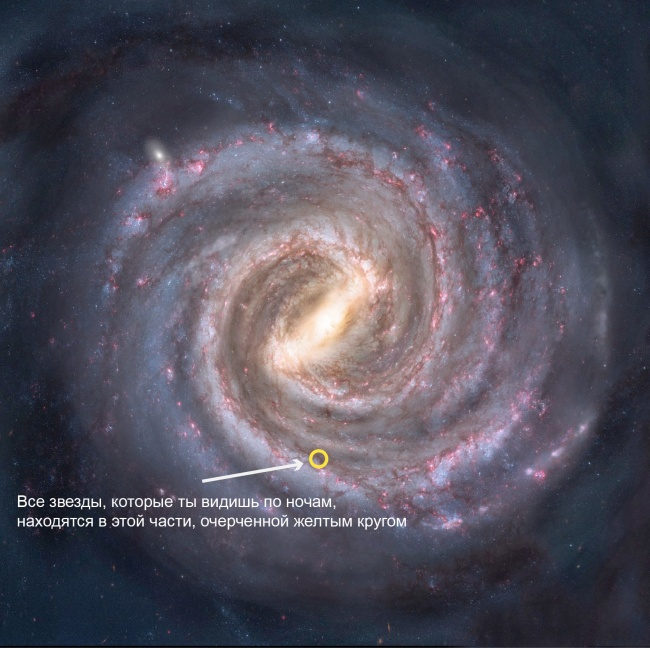 Все звезды, которые ты видишь по ночам,
находятся в этой части, очерченной желтым кругом